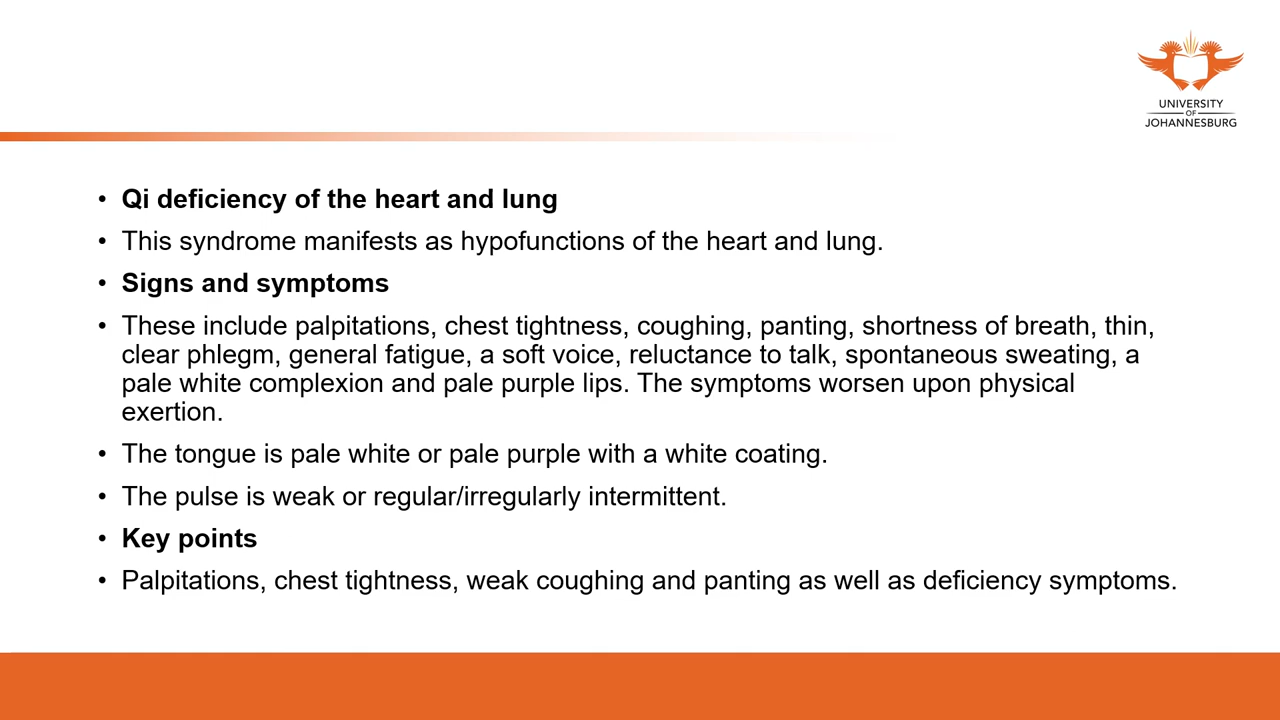 UNIVERSITY
OF
JOHANNESBURG
• Qi deficiency of the heart and lung
• This syndrome manifests as hypofunctions of the heart and lung.
• Signs and symptoms
• These include palpitations, chest tightness, coughing, panting, shortness of breath, thin,
clear phlegm, general fatigue, a soft voice, reluctance to talk, spontaneous sweating, a
pale white complexion and pale purple lips. The symptoms worsen upon physical
exertion.
• The tongue is pale white or pale purple with a white coating.
• The pulse is weak or regular/irregularly intermittent.
• Key points
• Palpitations, chest tightness, weak coughing and panting as well as deficiency symptoms.